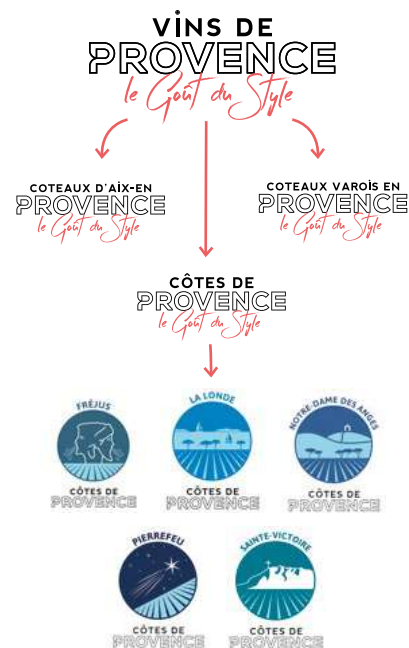 VINS DE
PROVENCE
le Goût du Style
COTEAUX D'AIX-EN
PROVENCE
le Goût du Style
COTEAUX VAROIS EN
PROVENCE
le Goût du Style
CÔTES DE
PROVENCE
le Goût du Style
FRÉJUS
CÔTES DE
PROVENCE
LA LONDE
CÔTES DE
PROVENCE
NOTRE-DAME DES ANGES
CÔTES DE
PROVENCE
PIERREFEU
CÔTES DE
PROVENCE
SAINTE-VICTOIRE
CÔTES DE
PROVENCE